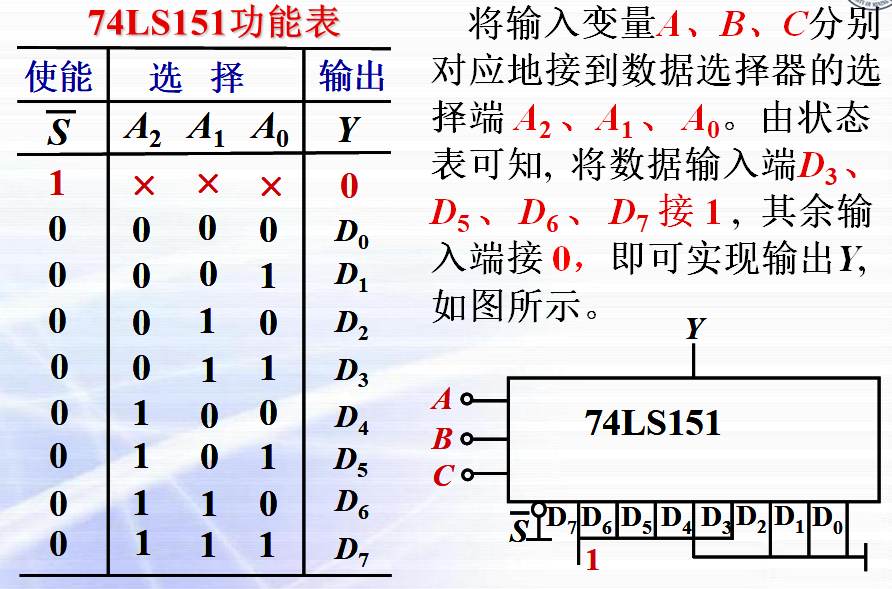 74LS151功能表
使能 选 择 输出
S̅ A₂ A₁ A₀ Y
1 × × × 0
0 0 0 0 D₀
0 0 0 1 D₁
0 0 1 0 D₂
0 0 1 1 D₃
0 1 0 0 D₄
0 1 0 1 D₅
0 1 1 0 D₆
0 1 1 1 D₇
将输入变量A、B、C分别
对应地接到数据选择器的选
择端 A₂、A₁、A₀。由状态
表可知, 将数据输入端D₃、
D₅、D₆、D₇ 接 1 , 其余输
入端接 0, 即可实现输出Y,
如图所示。
Y
A
B
C
74LS151
S̅ D₇ D₆ D₅ D₄ D₃ D₂ D₁ D₀
1